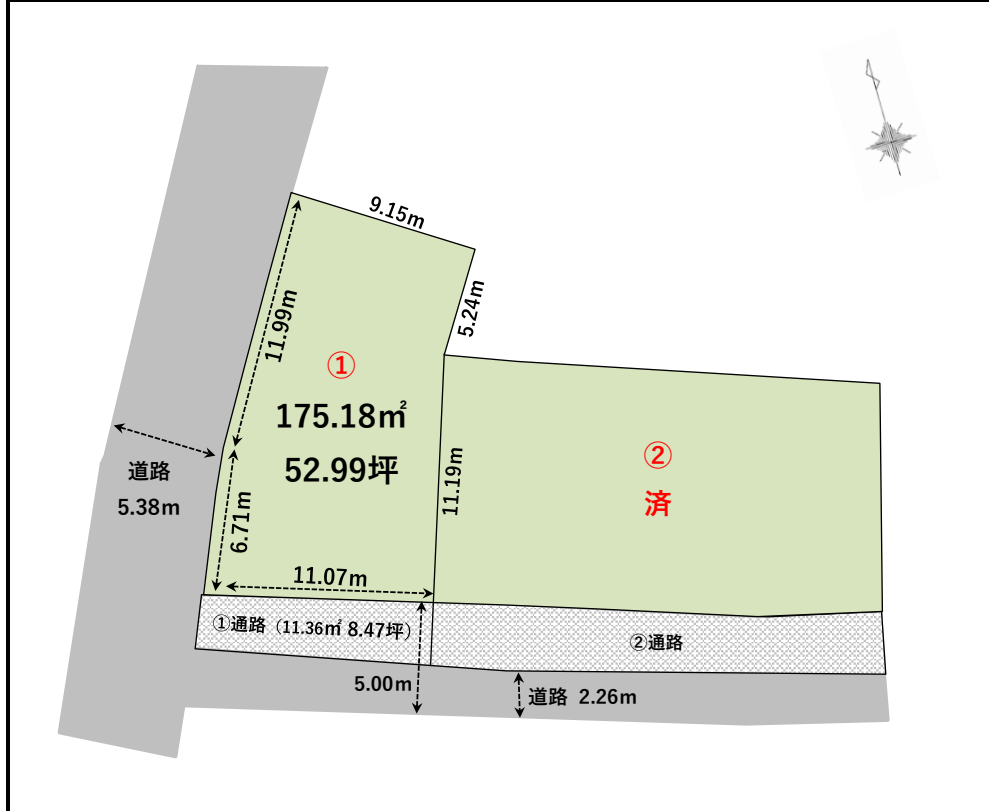 9.15m
5.24m
11.99m
①
175.18㎡
52.99坪
②
済
道路
5.38m
6.71m
11.19m
11.07m
①通路（11.36㎡ 8.47坪）
②通路
5.00m
道路 2.26m